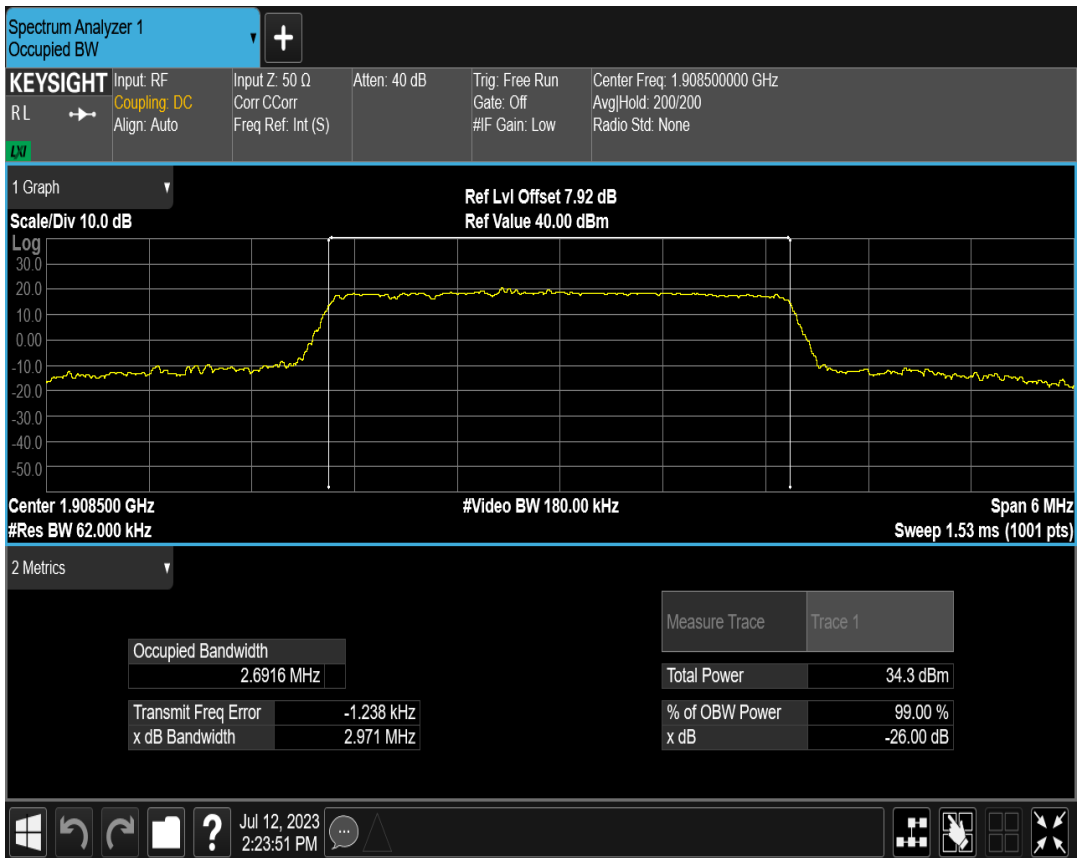 Spectrum Analyzer 1
Occupied BW
KEYSIGHT
RL
LXI
Input: RF
Coupling: DC
Align: Auto
Input Z: 50 Ω
Corr CCorr
Freq Ref: Int (S)
Atten: 40 dB
Trig: Free Run
Gate: Off
#IF Gain: Low
Center Freq: 1.908500000 GHz
Avg|Hold: 200/200
Radio Std: None
1 Graph
Scale/Div 10.0 dB
Ref Lvl Offset 7.92 dB
Ref Value 40.00 dBm
Log
30.0
20.0
10.0
0.00
-10.0
-20.0
-30.0
-40.0
-50.0
Center 1.908500 GHz
#Res BW 62.000 kHz
#Video BW 180.00 kHz
Span 6 MHz
Sweep 1.53 ms (1001 pts)
2 Metrics
Occupied Bandwidth
2.6916 MHz
Transmit Freq Error -1.238 kHz
x dB Bandwidth 2.971 MHz
Measure Trace Trace 1
Total Power 34.3 dBm
% of OBW Power 99.00 %
x dB -26.00 dB
?
Jul 12, 2023
2:23:51 PM